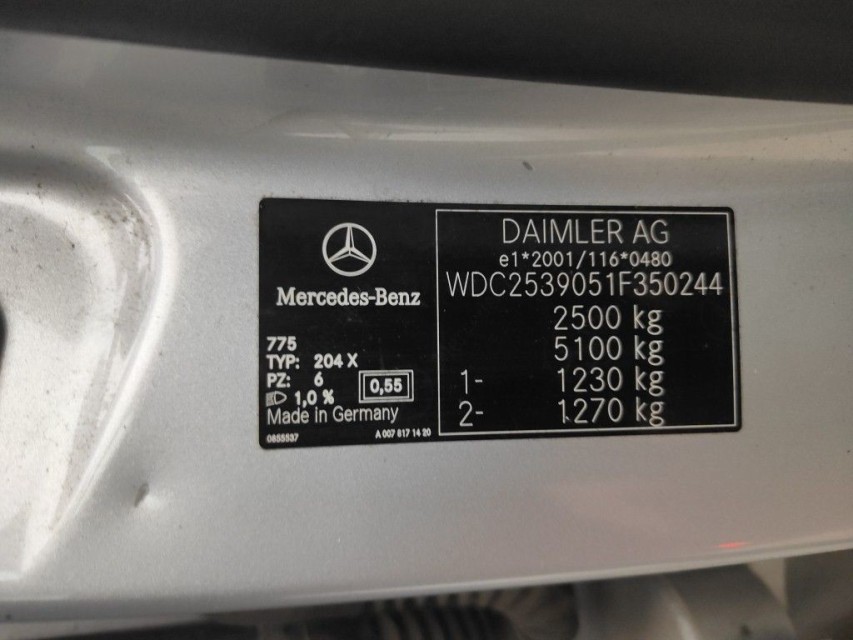 Mercedes-Benz
775
TYP: 204 X
PZ: 6
0,55
1,0 %
Made in Germany
0855537
A 007 817 14 20
DAIMLER AG
e1*2001/116*0480
WDC2539051F350244
2500 kg
5100 kg
1- 1230 kg
2- 1270 kg